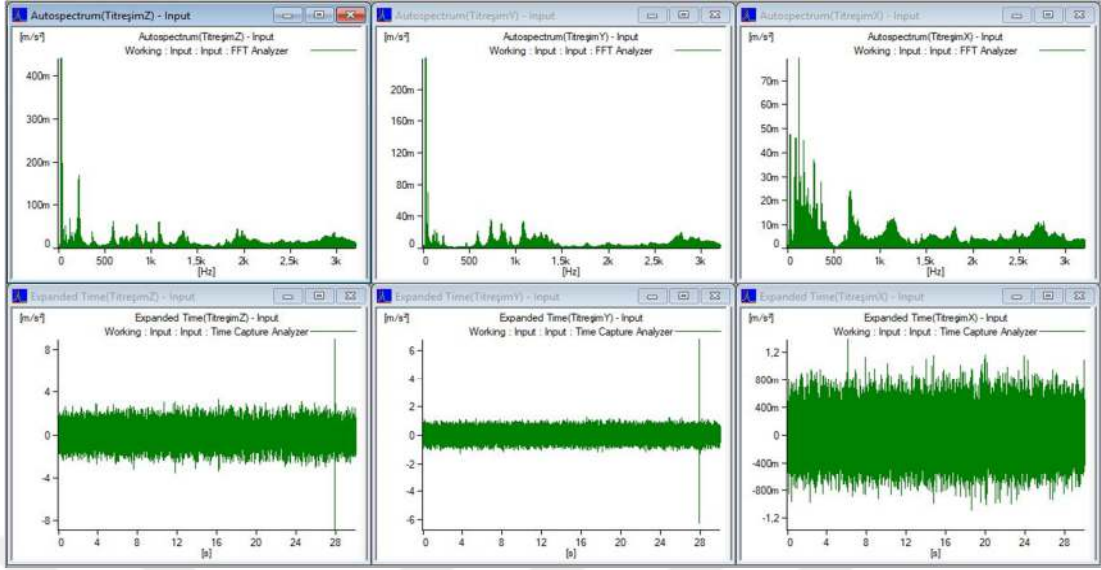 Autospectrum(TitreşimZ) - Input
[m/s²]
Autospectrum(TitreşimZ) - Input
Working : Input : Input : FFT Analyzer
400m
300m
200m
100m
0
0 500 1k 1,5k 2k 2,5k 3k
[Hz]
Autospectrum(TitreşimY) - Input
[m/s²]
Autospectrum(TitreşimY) - Input
Working : Input : Input : FFT Analyzer
200m
160m
120m
80m
40m
0
0 500 1k 1,5k 2k 2,5k 3k
[Hz]
Autospectrum(TitreşimX) - Input
[m/s²]
Autospectrum(TitreşimX) - Input
Working : Input : Input : FFT Analyzer
70m
60m
50m
40m
30m
20m
10m
0
0 500 1k 1,5k 2k 2,5k 3k
[Hz]
Expanded Time(TitreşimZ) - Input
[m/s²]
Expanded Time(TitreşimZ) - Input
Working : Input : Input : Time Capture Analyzer
8
4
0
-4
-8
0 4 8 12 16 20 24 28
[s]
Expanded Time(TitreşimY) - Input
[m/s²]
Expanded Time(TitreşimY) - Input
Working : Input : Input : Time Capture Analyzer
6
4
2
0
-2
-4
-6
0 4 8 12 16 20 24 28
[s]
Expanded Time(TitreşimX) - Input
[m/s²]
Expanded Time(TitreşimX) - Input
Working : Input : Input : Time Capture Analyzer
1,2
800m
400m
0
-400m
-800m
-1,2
0 4 8 12 16 20 24 28
[s]